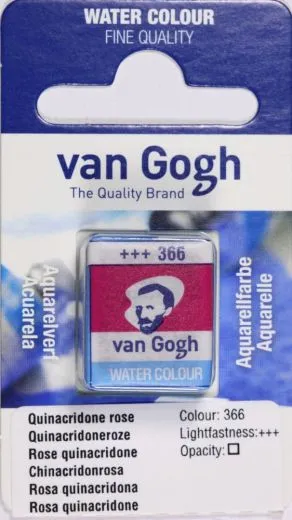 WATER COLOUR
FINE QUALITY
van Gogh
The Quality Brand
+++ 366
van Gogh
WATER COLOUR
Aquarelverf
Acuarela
Aquarellfarbe
Aquarelle
Quinacridone rose
Quinacridoneroze
Rose quinacridone
Chinacridonrosa
Rosa quinacridona
Rosa quinacridone
Colour: 366
Lightfastness:+++
Opacity: □